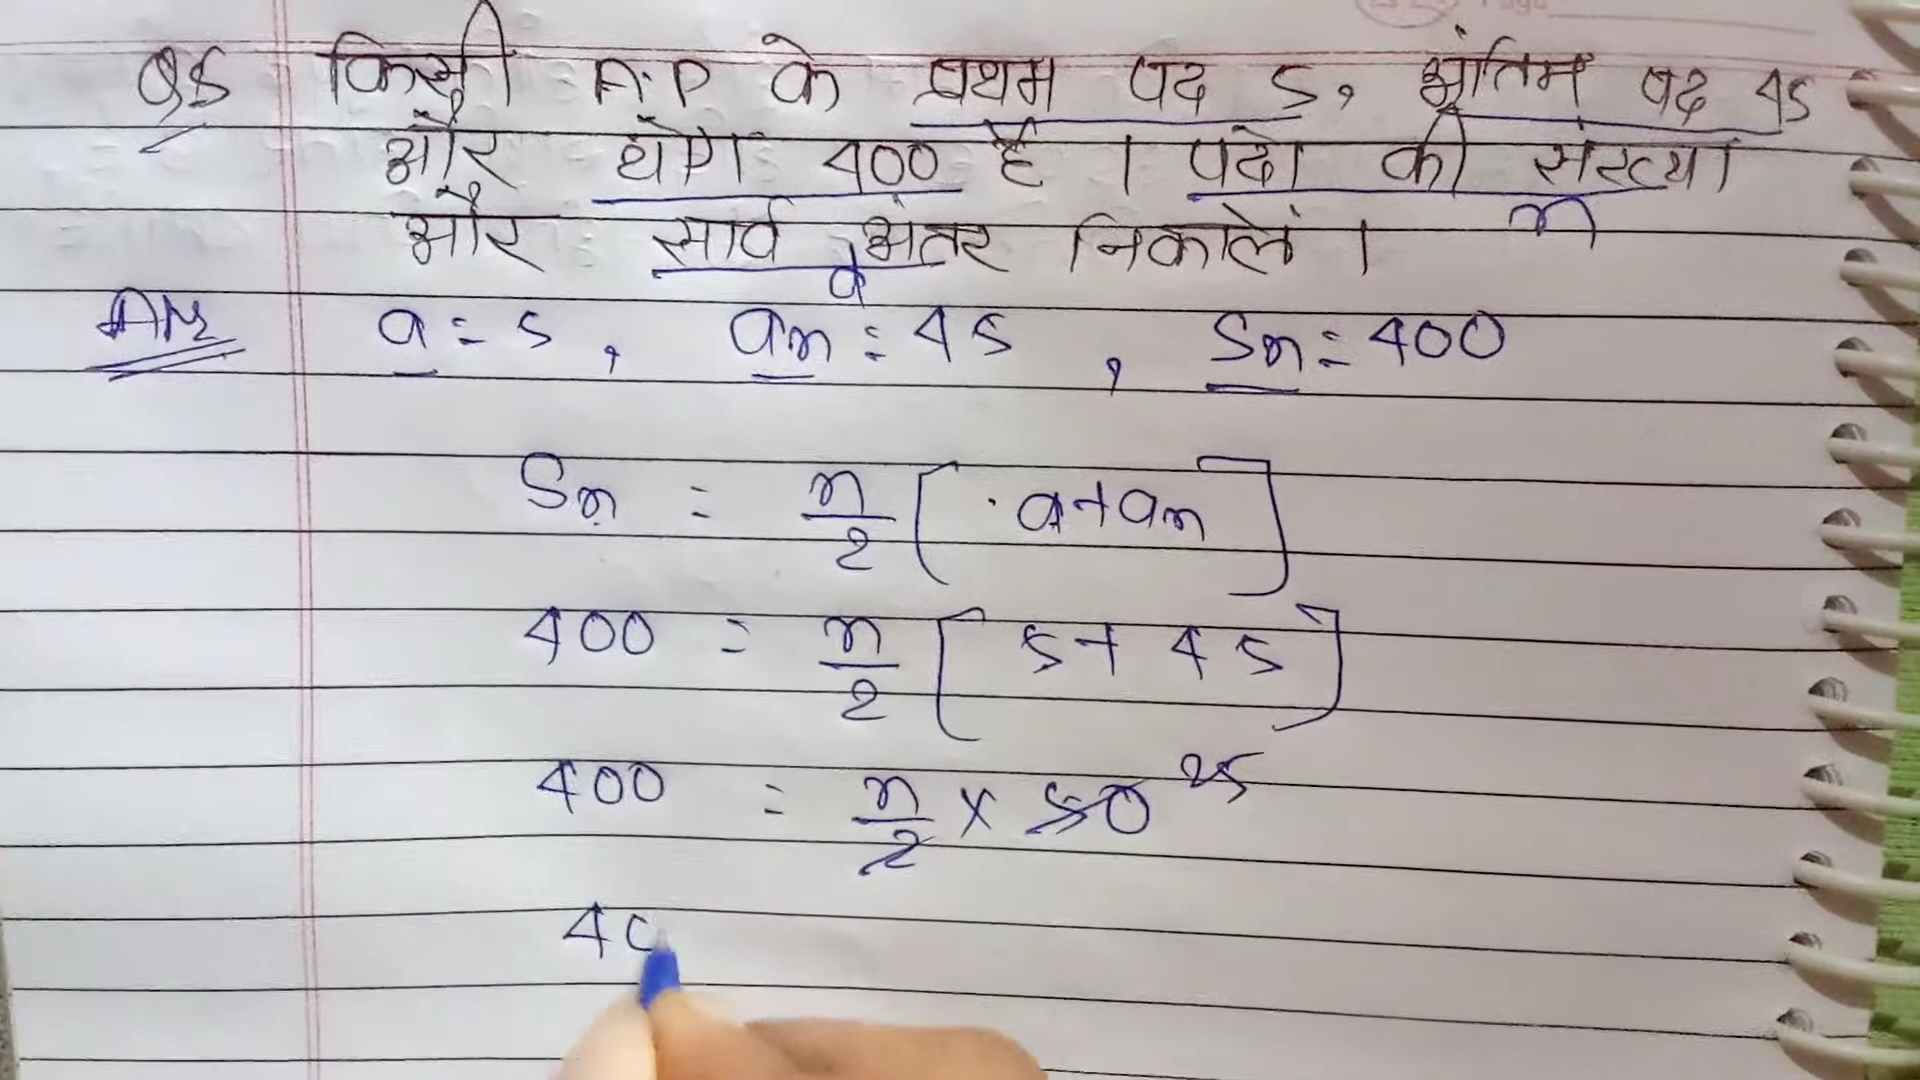 Q5 किसी A.P के प्रथम पद 5, अंतिम पद 45
और योग 400 है । पदो की संख्या
n
और सार्व अंतर निकालें ।
d
Ans a = 5 , an = 45 , Sn = 400
Sn = n/2 [ a + an ]
400 = n/2 [ 5 + 45 ]
400 = n/2 × 50 25
40